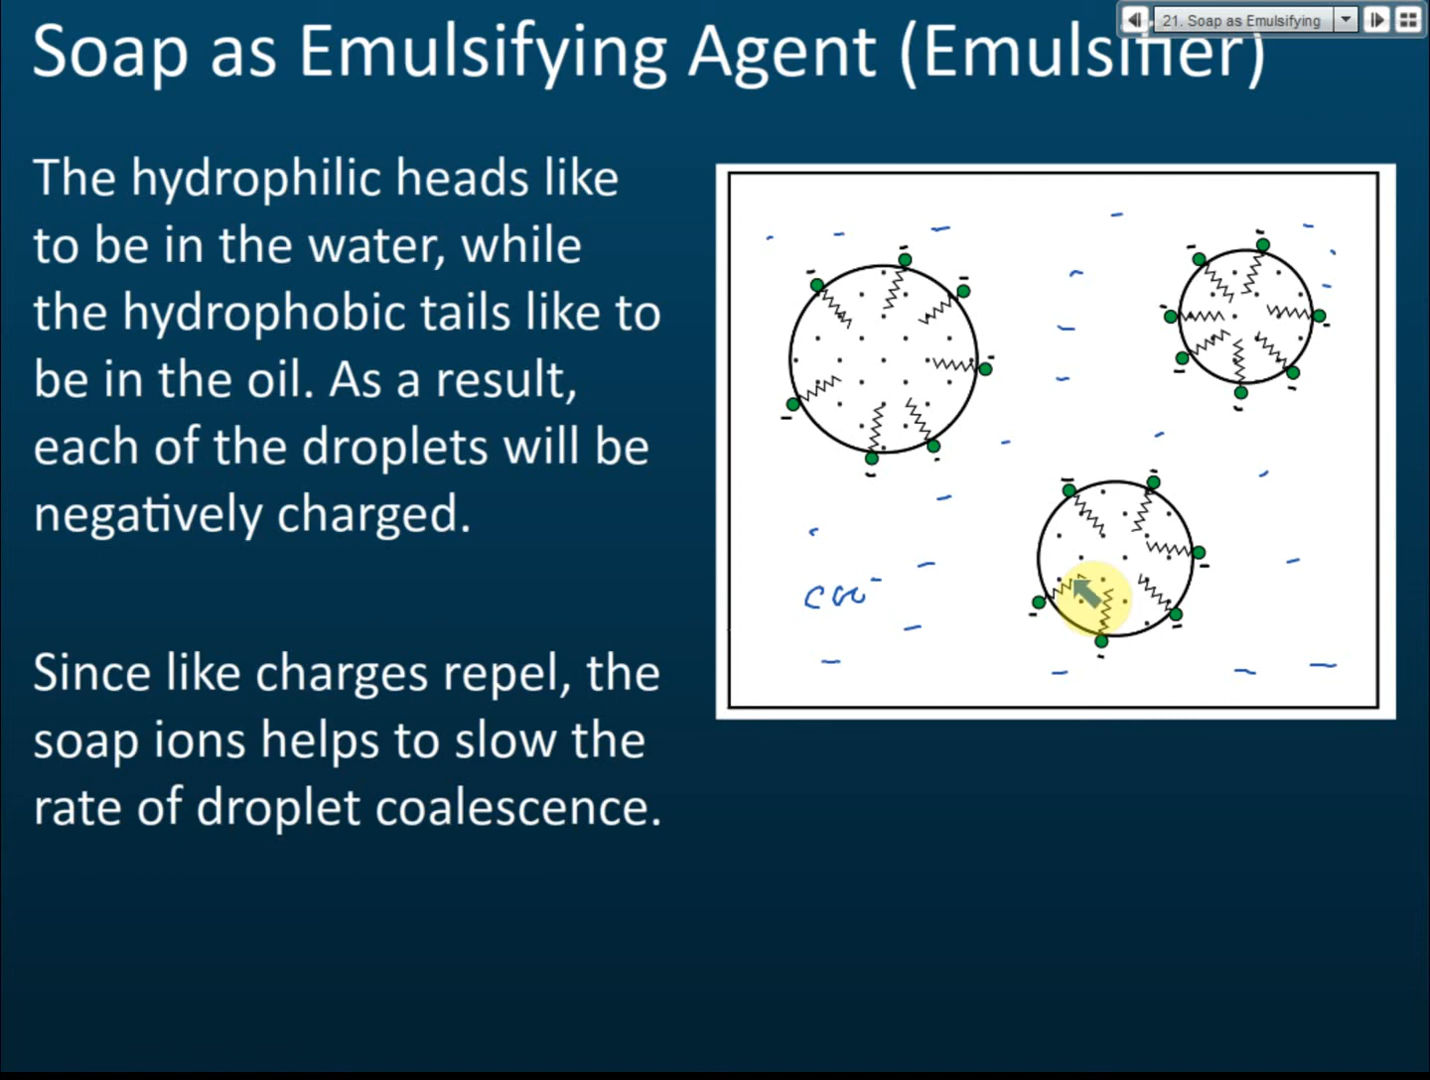 21. Soap as Emulsifying
Soap as Emulsifying Agent (Emulsifier)
The hydrophilic heads like
to be in the water, while
the hydrophobic tails like to
be in the oil. As a result,
each of the droplets will be
negatively charged.
Since like charges repel, the
soap ions helps to slow the
rate of droplet coalescence.